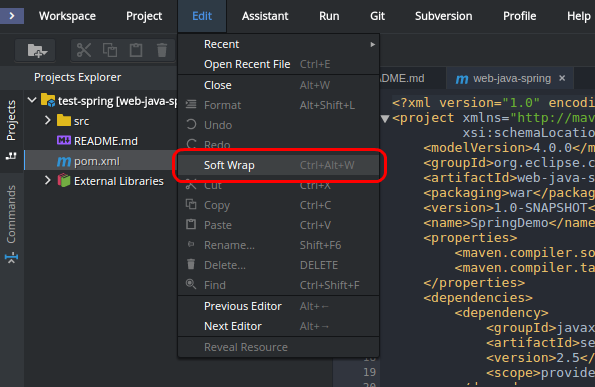 Workspace Project Edit Assistant Run Git Subversion Profile Help
Projects Explorer
Projects
Commands
test-spring [web-java-sp
src
README.md
pom.xml
External Libraries
Recent
Open Recent File Ctrl+E
Close Alt+W
Format Alt+Shift+L
Undo
Redo
Soft Wrap Ctrl+Alt+W
Cut Ctrl+X
Copy Ctrl+C
Paste Ctrl+V
Rename... Shift+F6
Delete... DELETE
Find Ctrl+Shift+F
Previous Editor Alt+←
Next Editor Alt+→
Reveal Resource
DME.md web-java-spring ×
<?xml version="1.0" encodi
<project xmlns="http://mav
xsi:schemaLocatio
<modelVersion>4.0.0</m
<groupId>org.eclipse.c
<artifactId>web-java-s
<packaging>war</packag
<version>1.0-SNAPSHOT<
<name>SpringDemo</name
<properties>
<maven.compiler.so
<maven.compiler.ta
</properties>
<dependencies>
<dependency>
<groupId>javax
<artifactId>se
18 <version>2.5</
19 <scope>provide